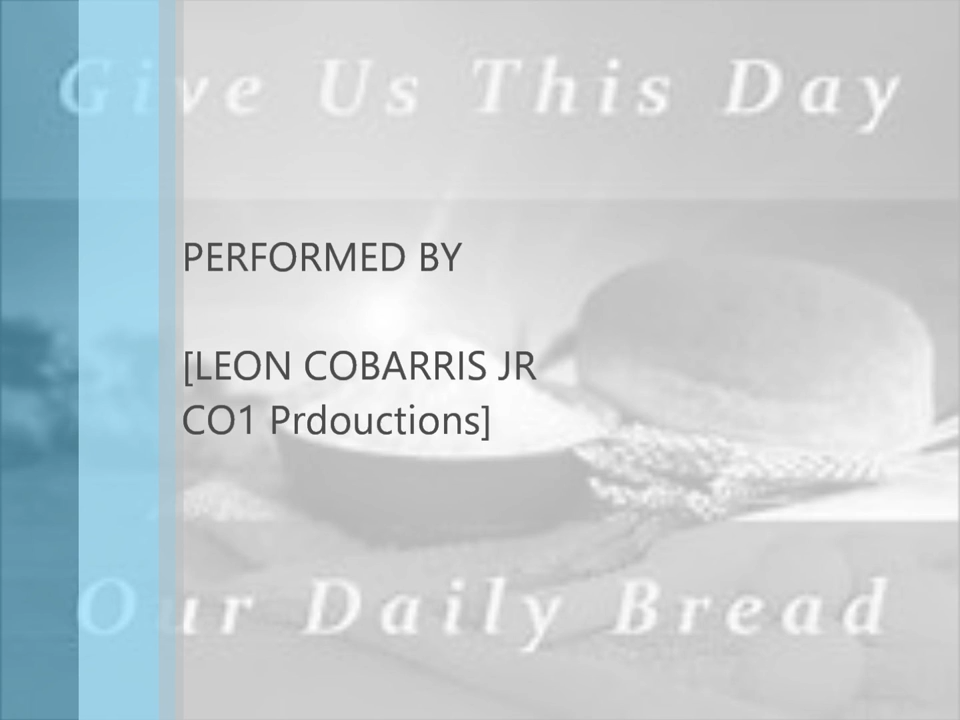 Give Us This Day
PERFORMED BY
[LEON COBARRIS JR
CO1 Prdouctions]
Our Daily Bread